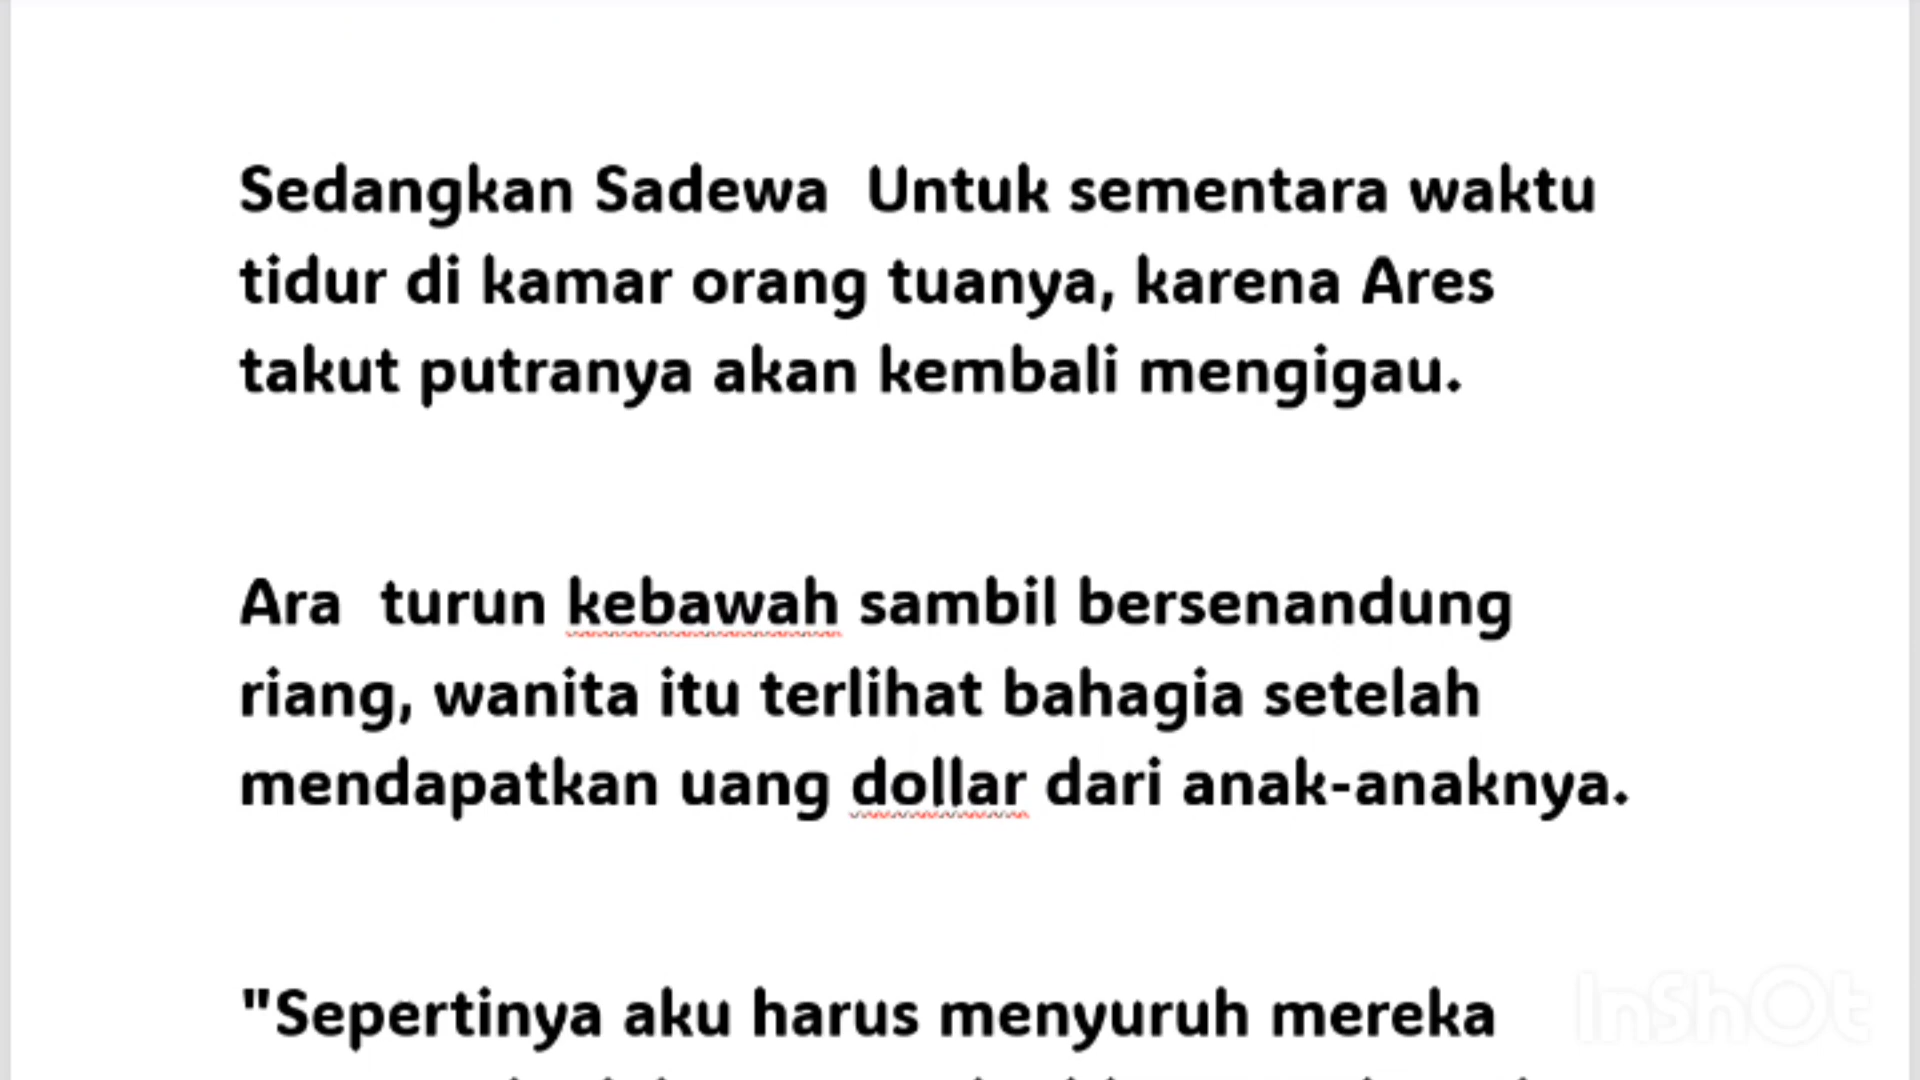 Sedangkan Sadewa  Untuk sementara waktu
tidur di kamar orang tuanya, karena Ares
takut putranya akan kembali mengigau.
Ara  turun kebawah sambil bersenandung
riang, wanita itu terlihat bahagia setelah
mendapatkan uang dollar dari anak-anaknya.
"Sepertinya aku harus menyuruh mereka
InShOt